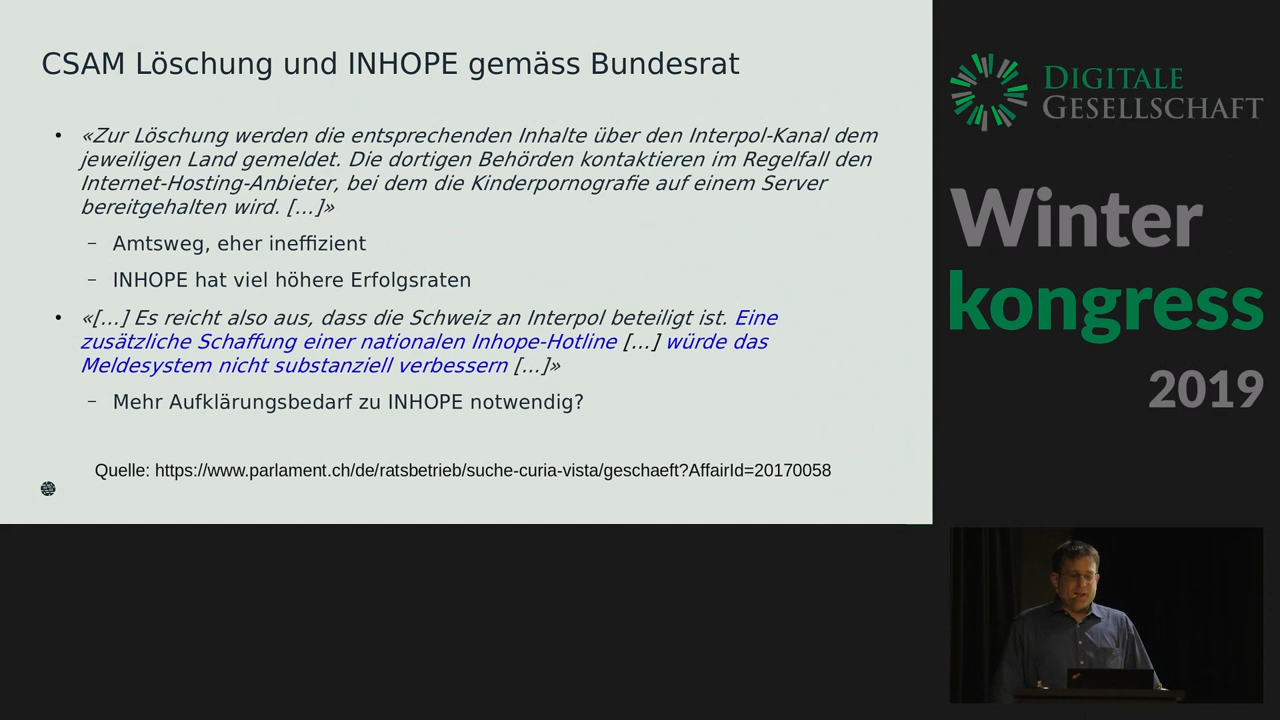 CSAM Löschung und INHOPE gemäss Bundesrat
• «Zur Löschung werden die entsprechenden Inhalte über den Interpol-Kanal dem
jeweiligen Land gemeldet. Die dortigen Behörden kontaktieren im Regelfall den
Internet-Hosting-Anbieter, bei dem die Kinderpornografie auf einem Server
bereitgehalten wird. [...]»
– Amtsweg, eher ineffizient
– INHOPE hat viel höhere Erfolgsraten
• «[...] Es reicht also aus, dass die Schweiz an Interpol beteiligt ist. Eine
zusätzliche Schaffung einer nationalen Inhope-Hotline [...] würde das
Meldesystem nicht substanziell verbessern [...]»
– Mehr Aufklärungsbedarf zu INHOPE notwendig?
Quelle: https://www.parlament.ch/de/ratsbetrieb/suche-curia-vista/geschaeft?AffairId=20170058
DIGITALE
GESELLSCHAFT
Winter
kongress
2019